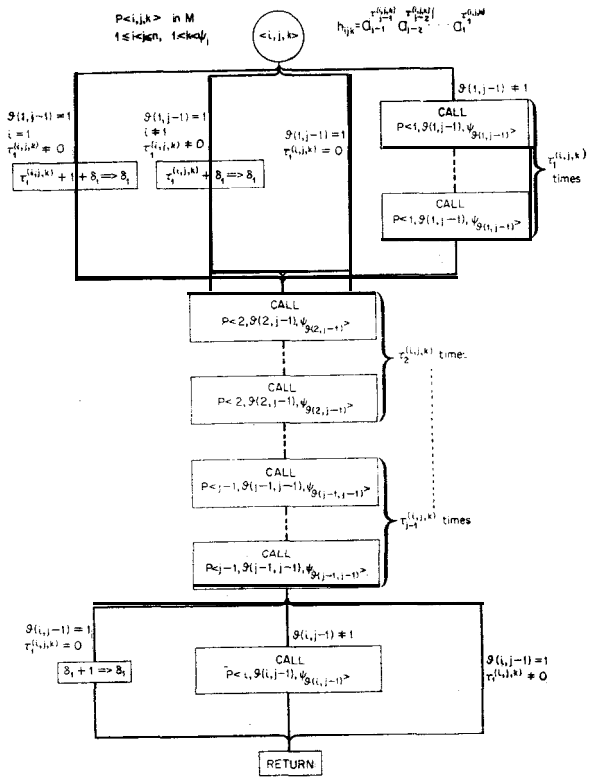 P<i,j,k> in M
1≤i<j≤n, 1<k<ψ_j
<i,j,k>
h_ijk = a_{j-1}^{τ_{j-1}^{(i,j,k)}} a_{j-2}^{τ_{j-2}^{(i,j,k)}} ... a_1^{τ_1^{(i,j,k)}}
ϑ(1,j-1)=1
i=1
τ_1^{(i,j,k)} ≠ 0
τ_1^{(i,j,k)} + 1 + δ_1 => δ_1
ϑ(1,j-1)=1
i ≠ 1
τ_1^{(i,j,k)} ≠ 0
τ_1^{(i,j,k)} + δ_1 => δ_1
ϑ(1,j-1)=1
τ_1^{(i,j,k)} = 0
ϑ(1,j-1) ≠ 1
CALL
P<1,ϑ(1,j-1),ψ_{ϑ(1,j-1)}>
CALL
P<1,ϑ(1,j-1),ψ_{ϑ(1,j-1)}>
τ_1^{(i,j,k)}
times
CALL
P<2,ϑ(2,j-1),ψ_{ϑ(2,j-1)}>
CALL
P<2,ϑ(2,j-1),ψ_{ϑ(2,j-1)}>
τ_2^{(i,j,k)} times
CALL
P<j-1,ϑ(j-1,j-1),ψ_{ϑ(j-1,j-1)}>
CALL
P<j-1,ϑ(j-1,j-1),ψ_{ϑ(j-1,j-1)}>
τ_{j-1}^{(i,j,k)} times
ϑ(i,j-1)=1
τ_1^{(i,j,k)} = 0
δ_1 + 1 => δ_1
ϑ(i,j-1) ≠ 1
CALL
P<i,ϑ(i,j-1),ψ_{ϑ(i,j-1)}>
ϑ(i,j-1)=1
τ_1^{(i,j,k)} ≠ 0
RETURN